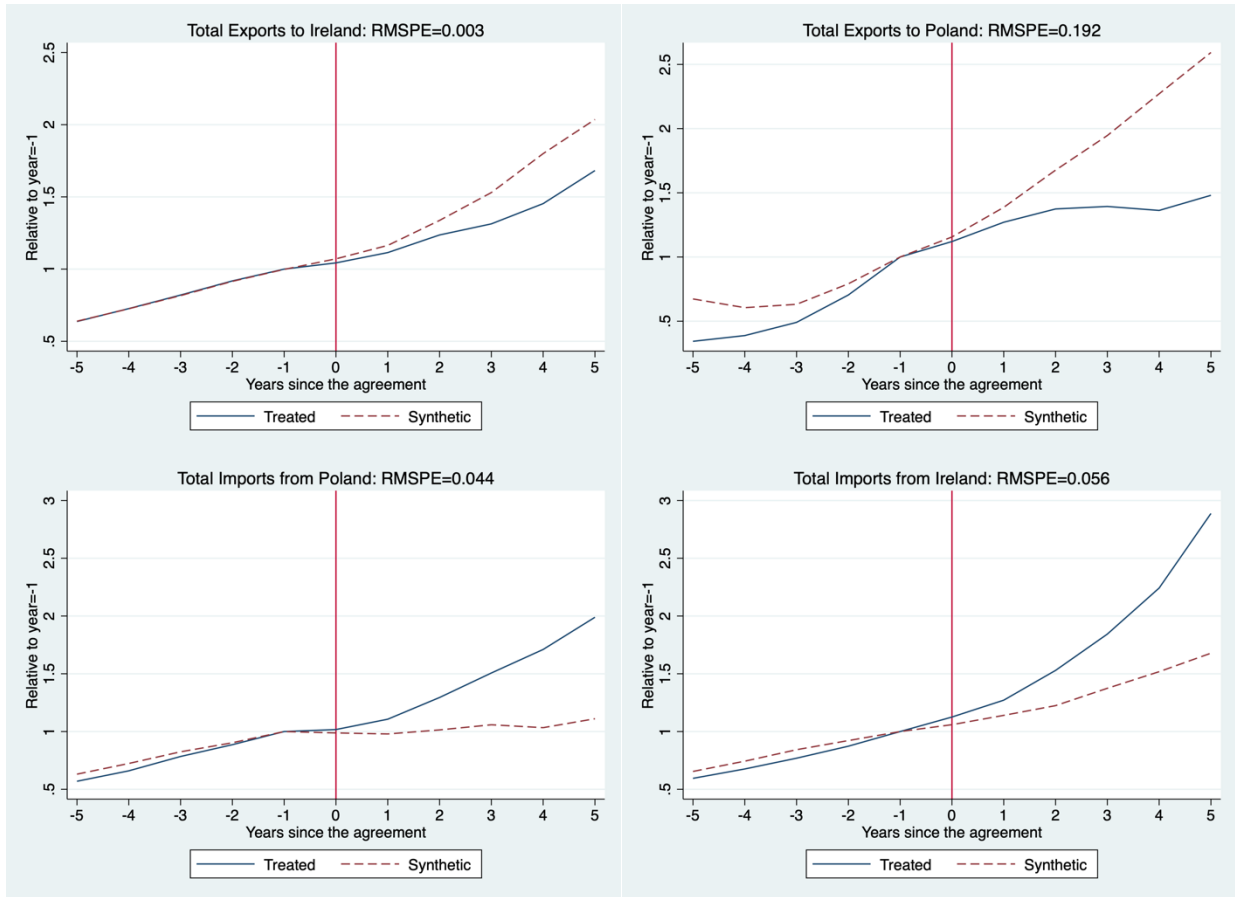 Total Exports to Ireland: RMSPE=0.003
Relative to year=-1
2.5
2
1.5
1
.5
-5 -4 -3 -2 -1 0 1 2 3 4 5
Years since the agreement
Treated Synthetic
Total Exports to Poland: RMSPE=0.192
Relative to year=-1
2.5
2
1.5
1
.5
-5 -4 -3 -2 -1 0 1 2 3 4 5
Years since the agreement
Treated Synthetic
Total Imports from Poland: RMSPE=0.044
Relative to year=-1
3
2.5
2
1.5
1
.5
-5 -4 -3 -2 -1 0 1 2 3 4 5
Years since the agreement
Treated Synthetic
Total Imports from Ireland: RMSPE=0.056
Relative to year=-1
3
2.5
2
1.5
1
.5
-5 -4 -3 -2 -1 0 1 2 3 4 5
Years since the agreement
Treated Synthetic